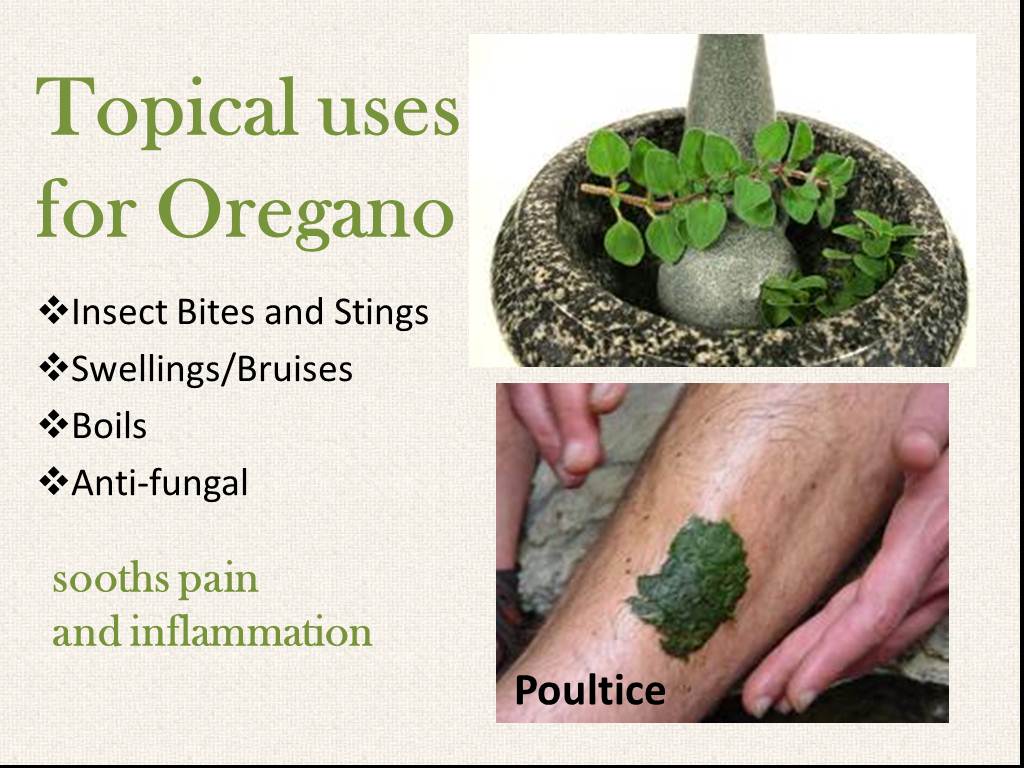 Topical uses
for Oregano
❖Insect Bites and Stings
❖Swellings/Bruises
❖Boils
❖Anti-fungal
sooths pain
and inflammation
Poultice